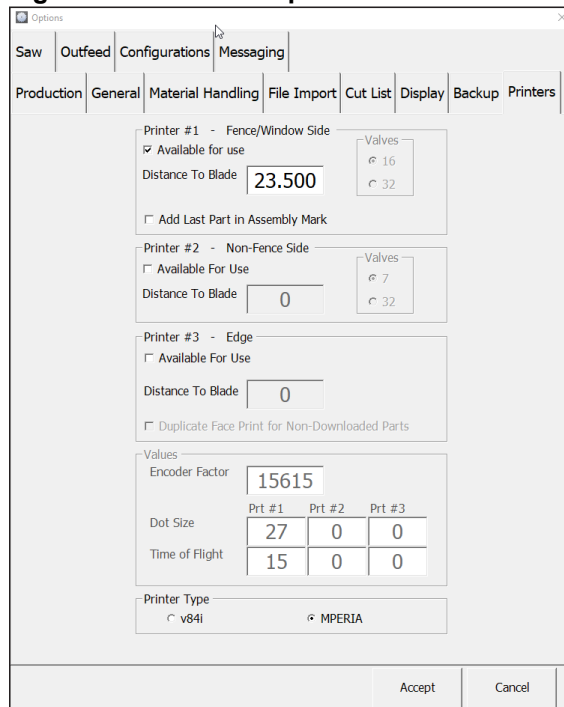 Options
Saw Outfeed Configurations Messaging
Production General Material Handling File Import Cut List Display Backup Printers
Printer #1 - Fence/Window Side
Available for use
Valves
16
Distance To Blade 23.500
32
Add Last Part in Assembly Mark
Printer #2 - Non-Fence Side
Available For Use
Valves
7
Distance To Blade 0
32
Printer #3 - Edge
Available For Use
Distance To Blade 0
Duplicate Face Print for Non-Downloaded Parts
Values
Encoder Factor 15615
Prt #1 Prt #2 Prt #3
Dot Size 27 0 0
Time of Flight 15 0 0
Printer Type
v84i MPERIA
Accept Cancel